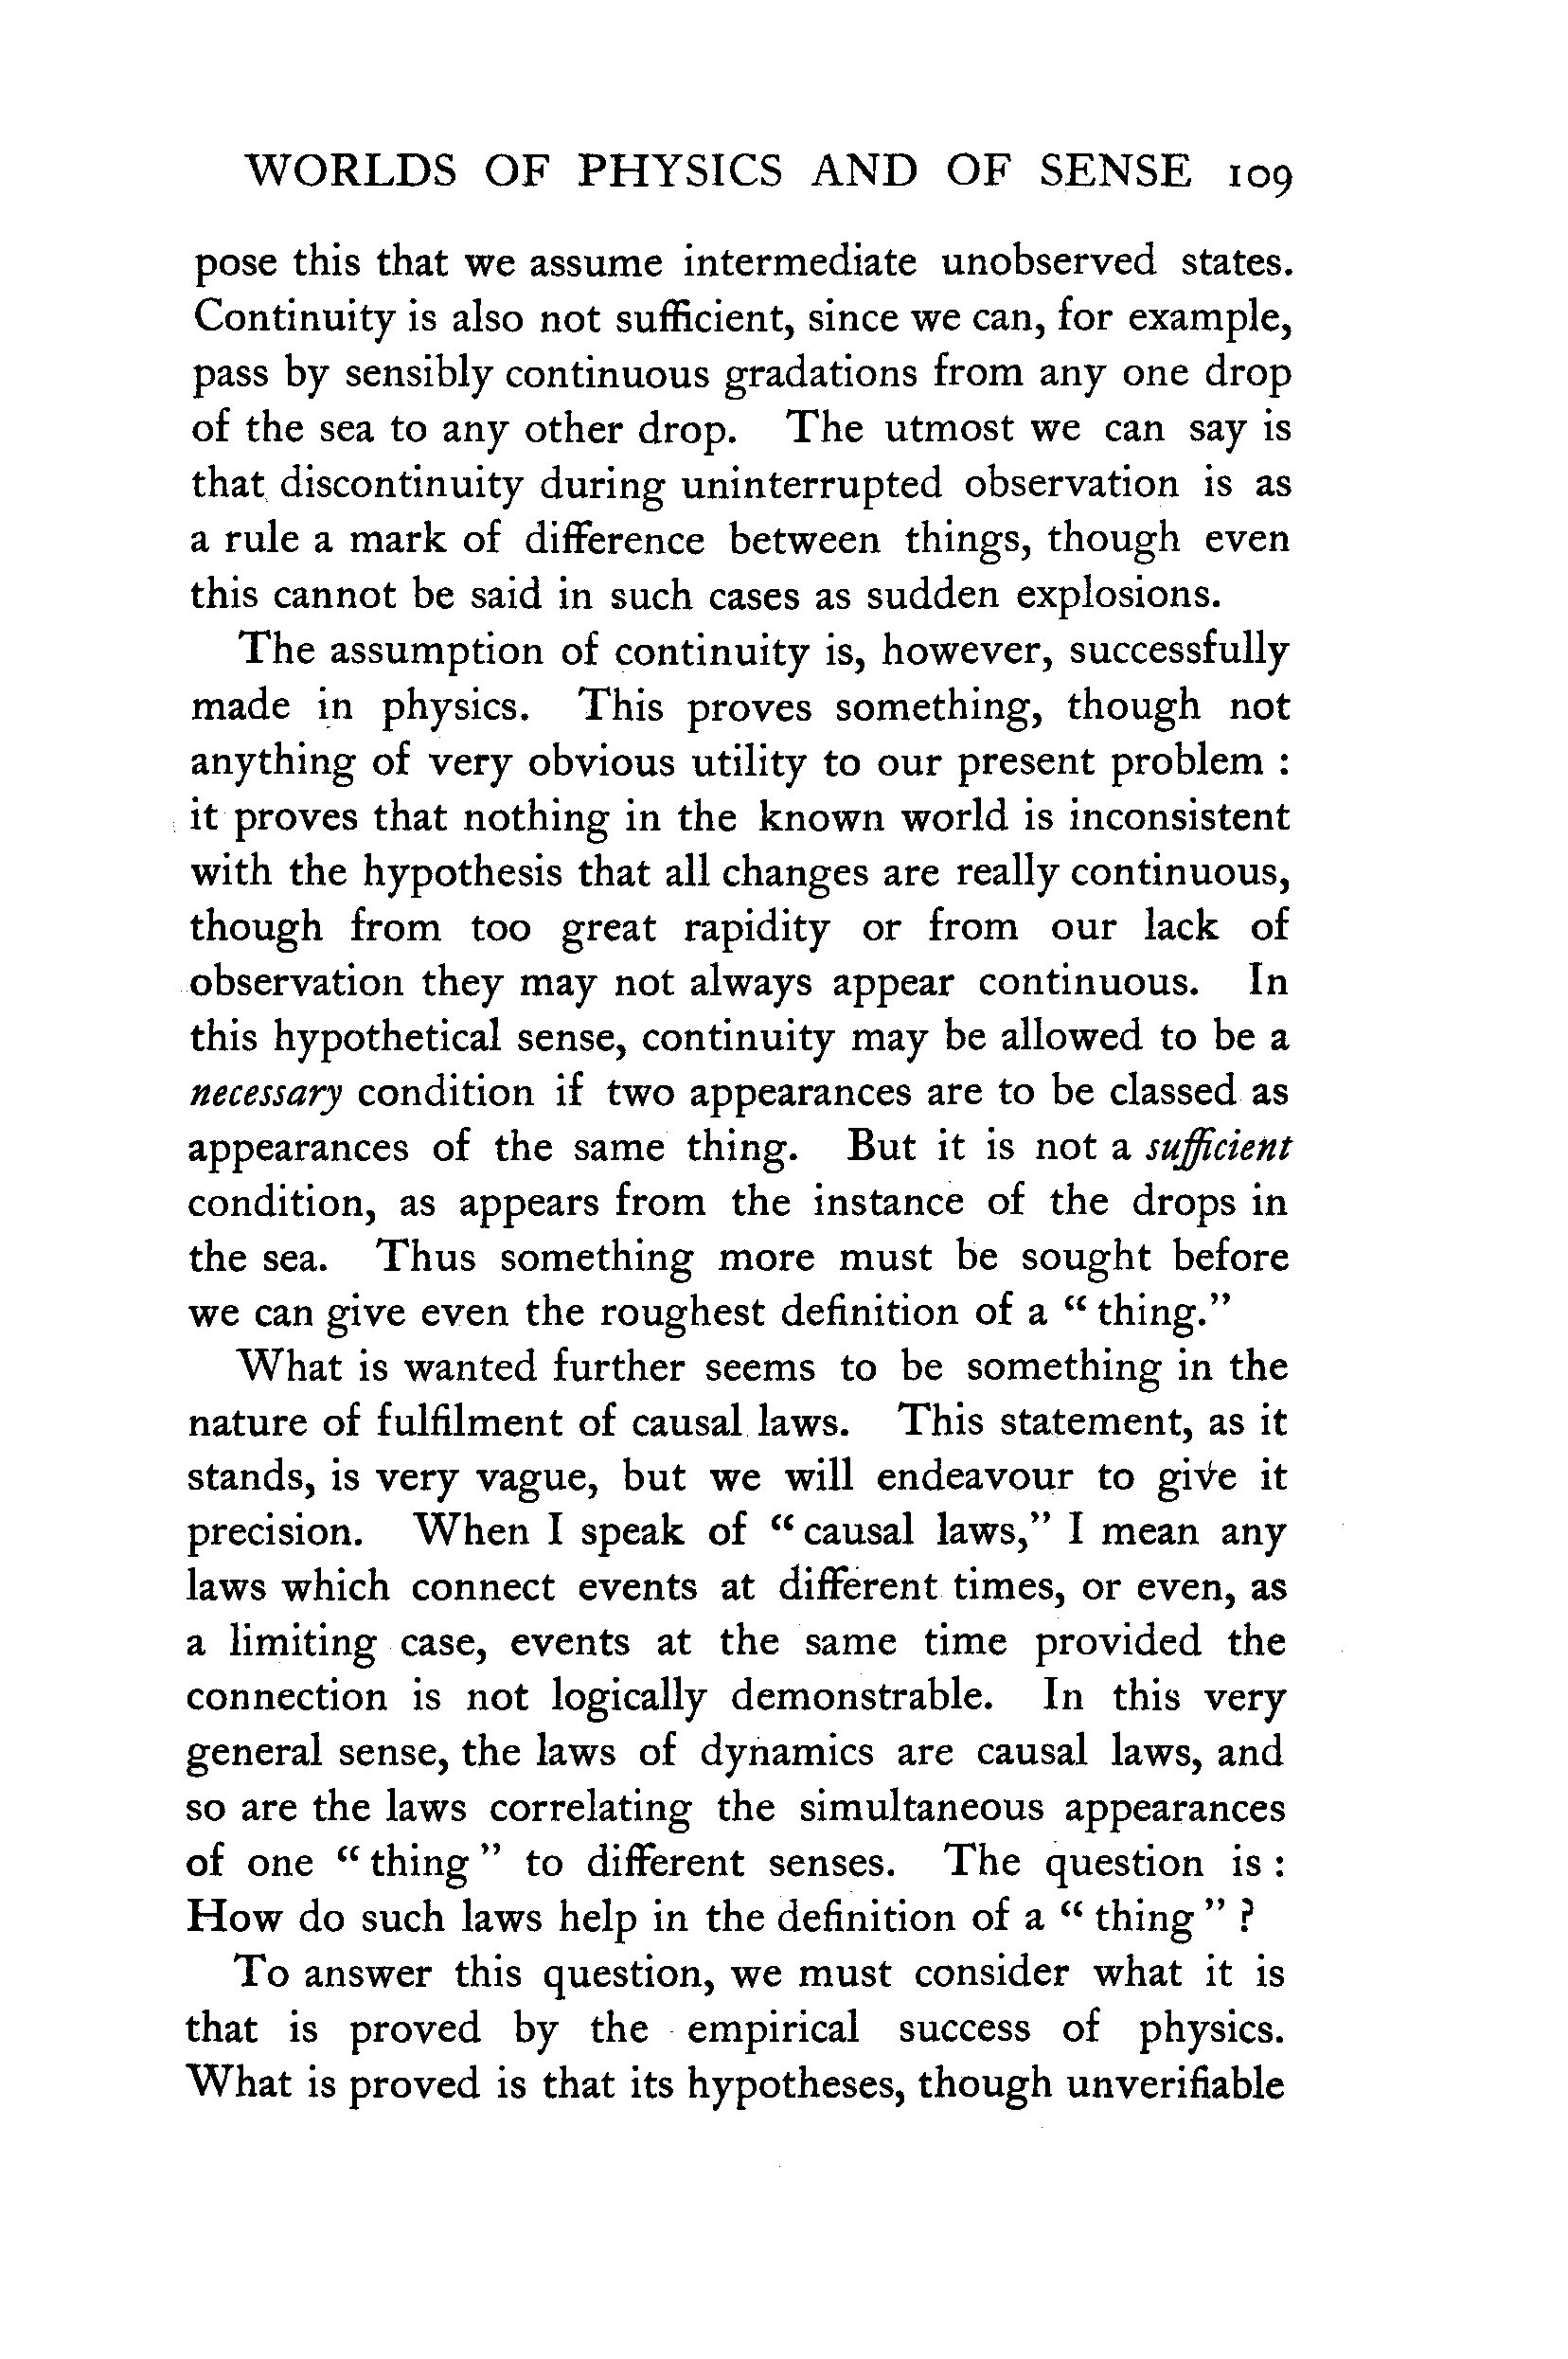 WORLDS OF PHYSICS AND OF SENSE 109
pose this that we assume intermediate unobserved states.
Continuity is also not sufficient, since we can, for example,
pass by sensibly continuous gradations from any one drop
of the sea to any other drop. The utmost we can say is
that discontinuity during uninterrupted observation is as
a rule a mark of difference between things, though even
this cannot be said in such cases as sudden explosions.
The assumption of continuity is, however, successfully
made in physics. This proves something, though not
anything of very obvious utility to our present problem :
it proves that nothing in the known world is inconsistent
with the hypothesis that all changes are really continuous,
though from too great rapidity or from our lack of
observation they may not always appear continuous. In
this hypothetical sense, continuity may be allowed to be a
necessary condition if two appearances are to be classed as
appearances of the same thing. But it is not a sufficient
condition, as appears from the instance of the drops in
the sea. Thus something more must be sought before
we can give even the roughest definition of a “ thing.”
What is wanted further seems to be something in the
nature of fulfilment of causal laws. This statement, as it
stands, is very vague, but we will endeavour to give it
precision. When I speak of “ causal laws,” I mean any
laws which connect events at different times, or even, as
a limiting case, events at the same time provided the
connection is not logically demonstrable. In this very
general sense, the laws of dynamics are causal laws, and
so are the laws correlating the simultaneous appearances
of one “ thing ” to different senses. The question is :
How do such laws help in the definition of a “ thing ” ?
To answer this question, we must consider what it is
that is proved by the empirical success of physics.
What is proved is that its hypotheses, though unverifiable